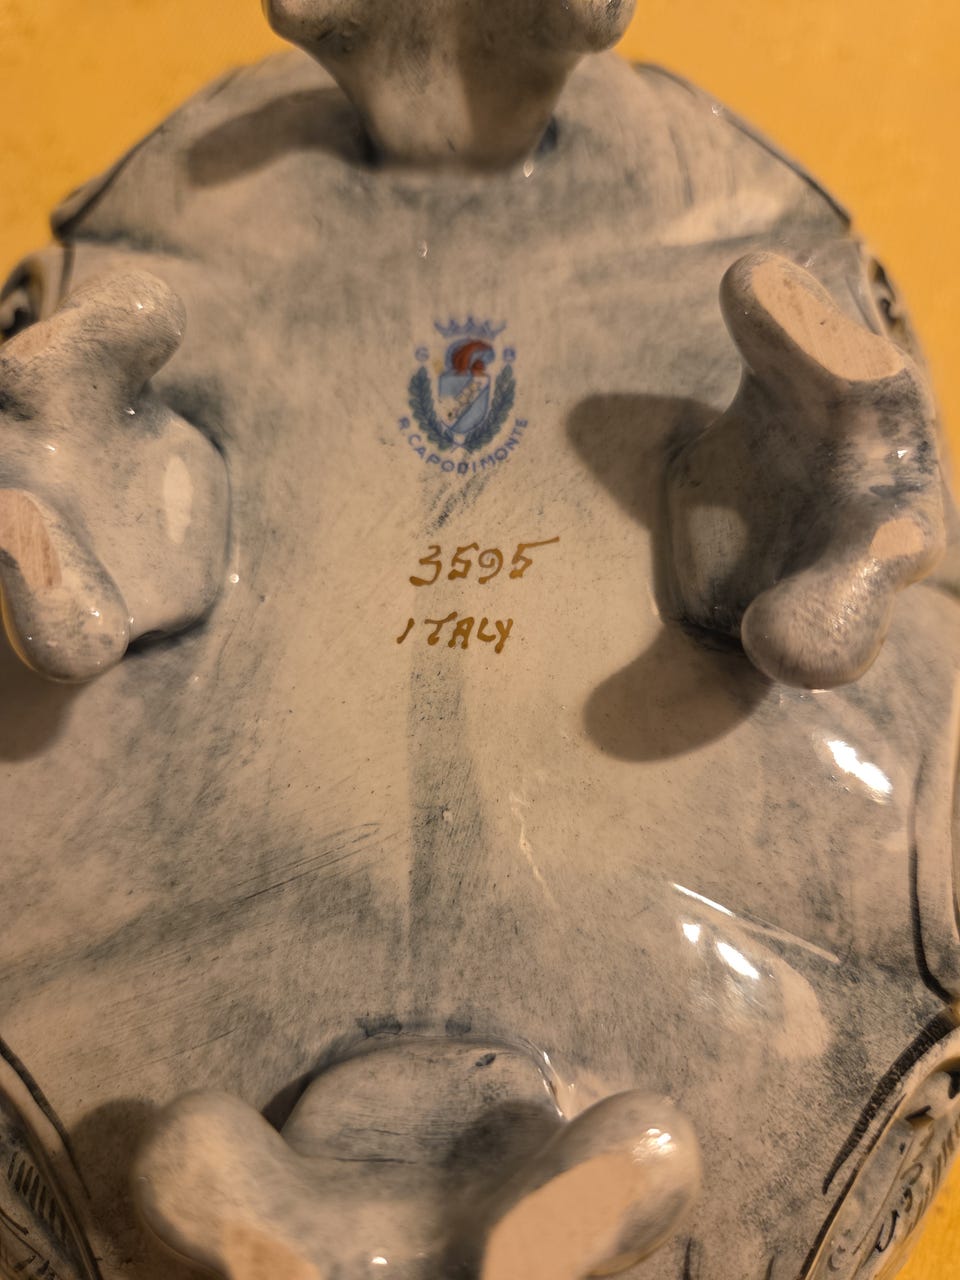 G B
R. CAPODIMONTE
3595
ITALY